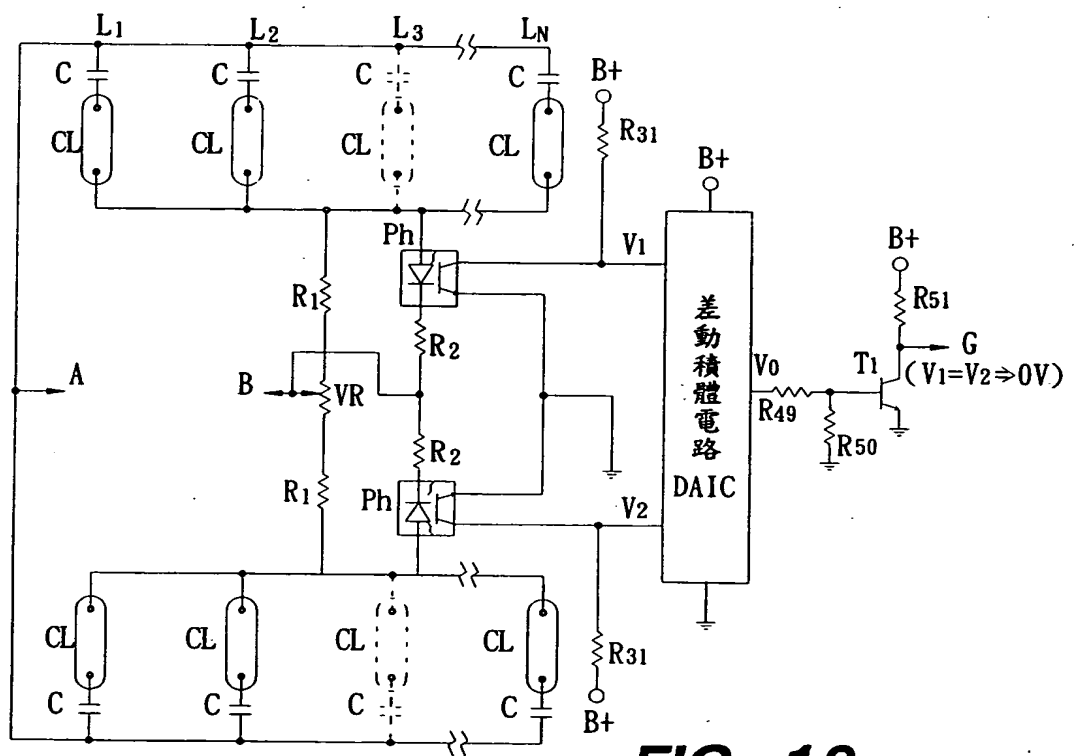 L1 L2 L3 LN
C C C C
B+
CL CL CL CL
R31
B+
Ph
V1
B+
R1
R2
差動積體電路
DAIC
R51
A
B
VR
V0
T1
G
(V1=V2⇒0V)
R49
R50
R2
R1
Ph
V2
CL CL CL CL
R31
C C C C
B+